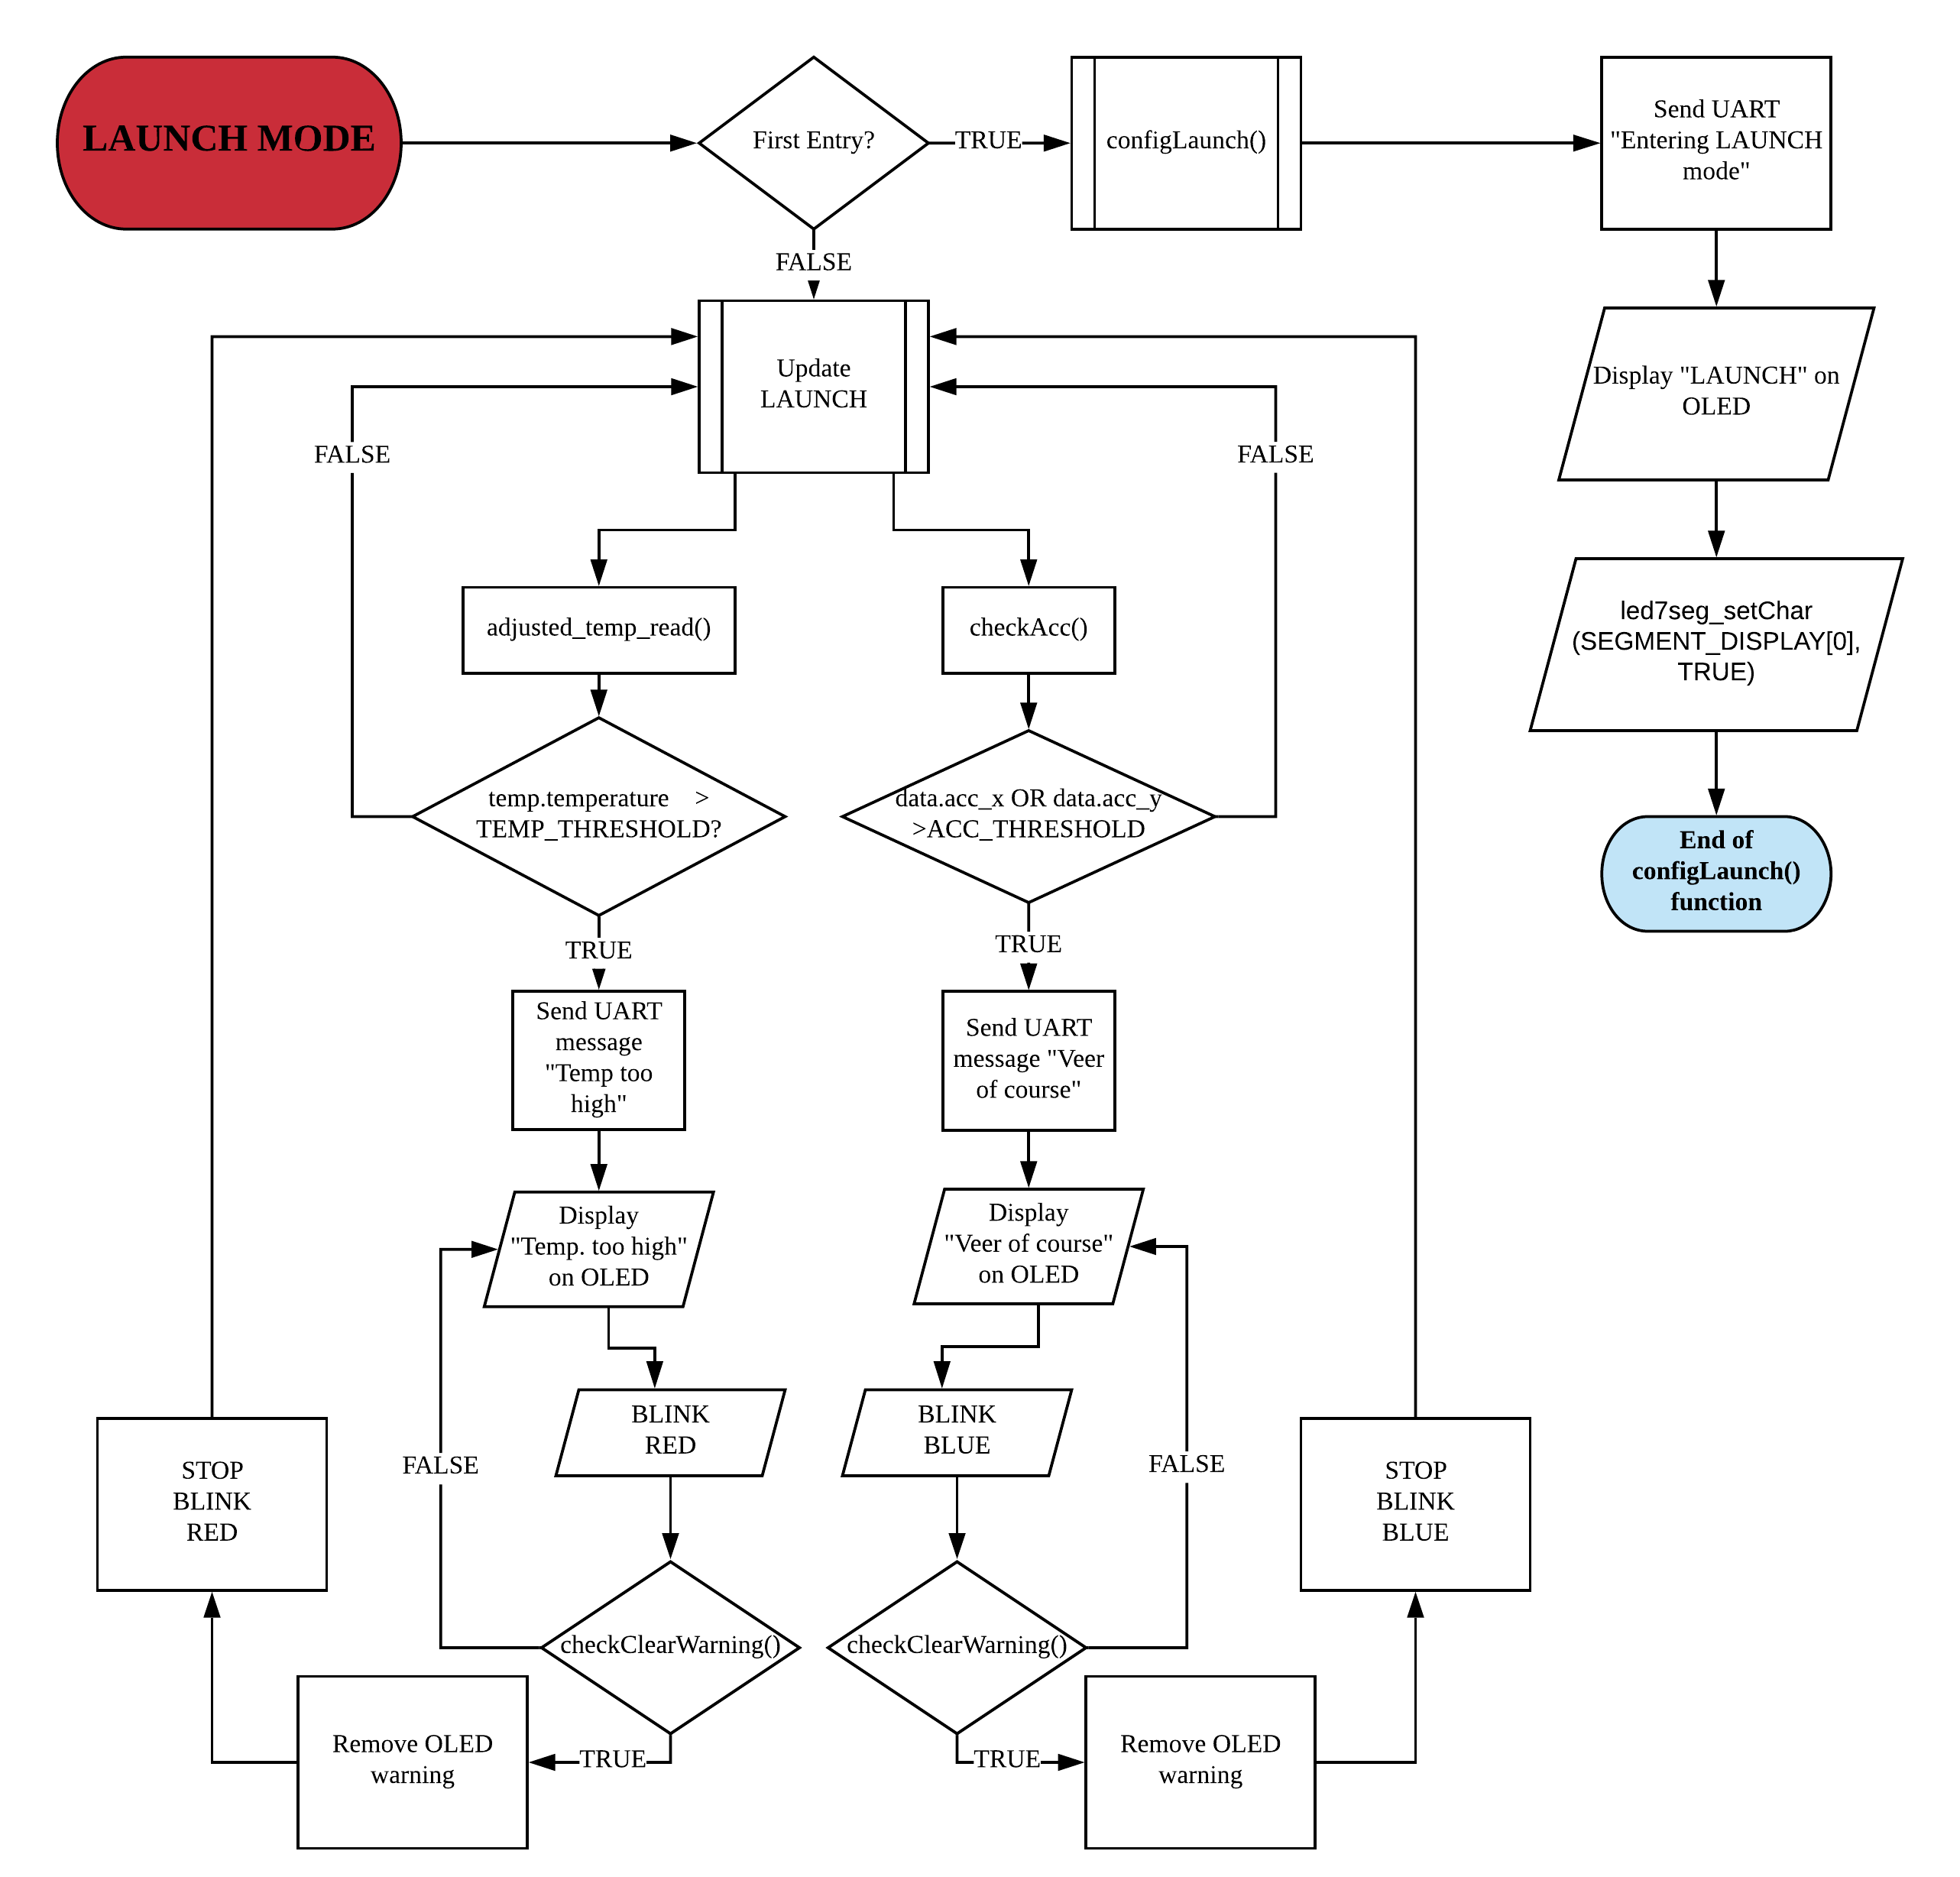 LAUNCH MODE
First Entry?
TRUE
configLaunch()
Send UART
"Entering LAUNCH
mode"
FALSE
Update
LAUNCH
Display "LAUNCH" on
OLED
FALSE
FALSE
led7seg_setChar
(SEGMENT_DISPLAY[0],
TRUE)
adjusted_temp_read()
checkAcc()
temp.temperature    >
TEMP_THRESHOLD?
data.acc_x OR data.acc_y
>ACC_THRESHOLD
End of
configLaunch()
function
TRUE
TRUE
Send UART
message
"Temp too
high"
Send UART
message "Veer
of course"
Display
"Temp. too high"
on OLED
Display
"Veer of course"
on OLED
BLINK
RED
BLINK
BLUE
FALSE
FALSE
STOP
BLINK
RED
STOP
BLINK
BLUE
checkClearWarning()
checkClearWarning()
Remove OLED
warning
TRUE
TRUE
Remove OLED
warning